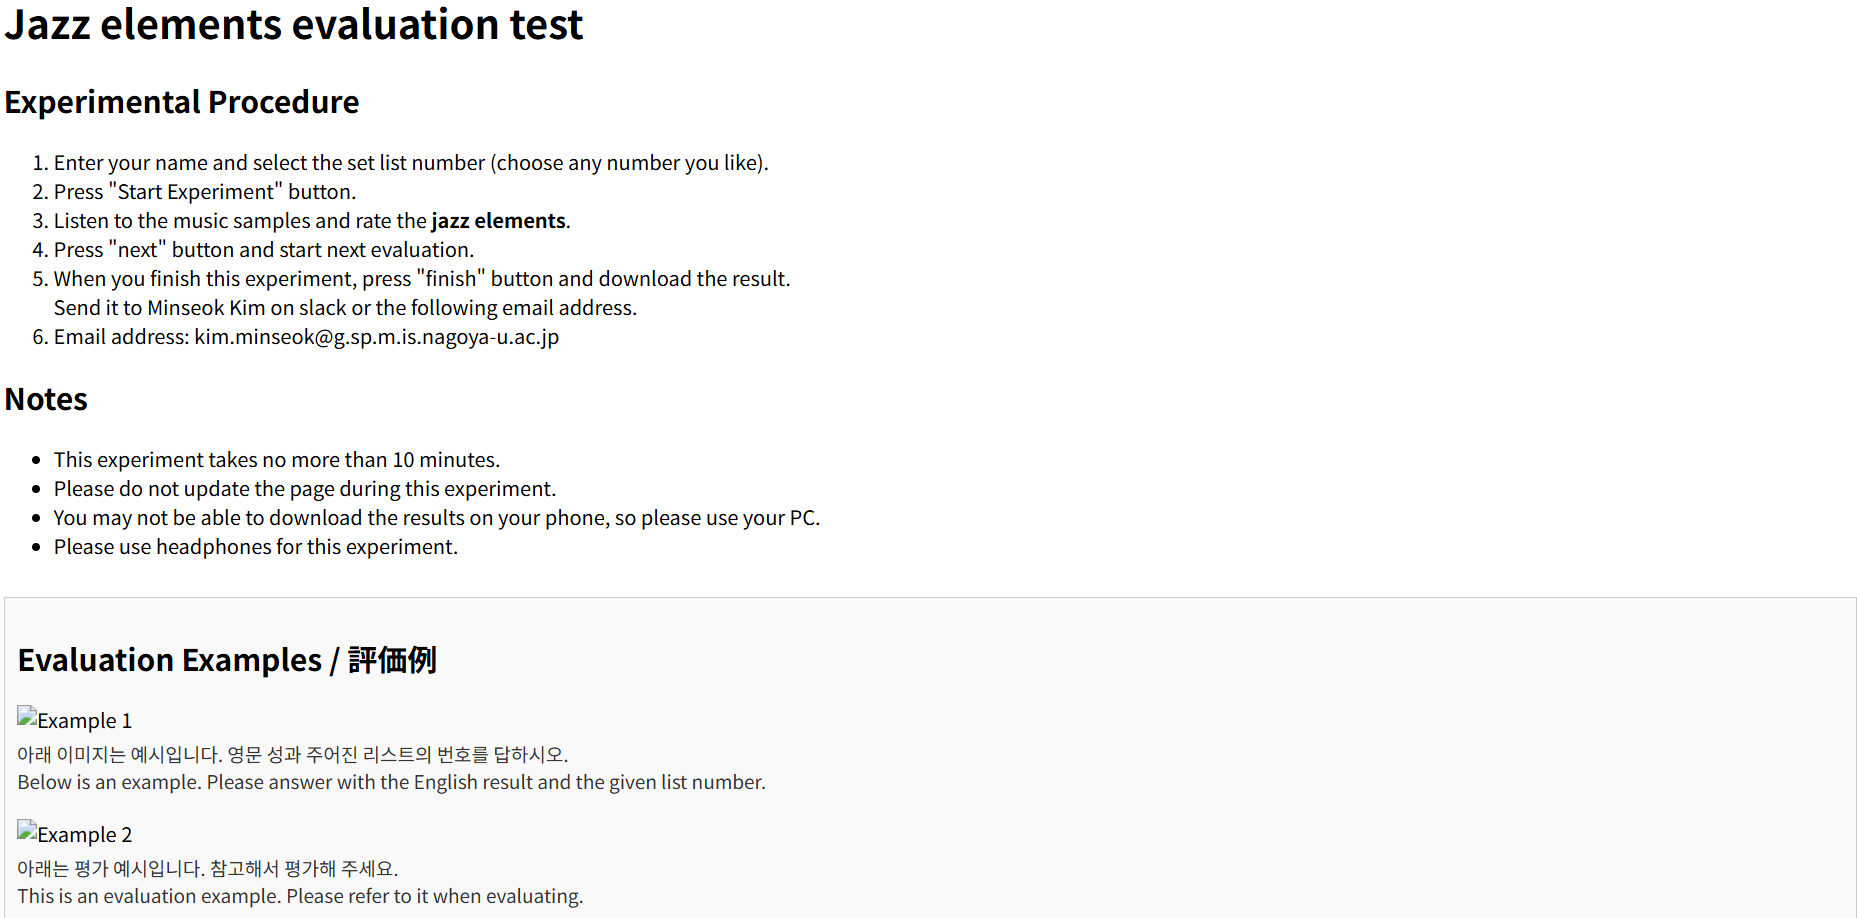 Jazz elements evaluation test
Experimental Procedure
1. Enter your name and select the set list number (choose any number you like).
2. Press "Start Experiment" button.
3. Listen to the music samples and rate the jazz elements.
4. Press "next" button and start next evaluation.
5. When you finish this experiment, press "finish" button and download the result.
Send it to Minseok Kim on slack or the following email address.
6. Email address: kim.minseok@g.sp.m.is.nagoya-u.ac.jp
Notes
• This experiment takes no more than 10 minutes.
• Please do not update the page during this experiment.
• You may not be able to download the results on your phone, so please use your PC.
• Please use headphones for this experiment.
Evaluation Examples / 評価例
Example 1
아래 이미지는 예시입니다. 영문 성과 주어진 리스트의 번호를 답하시오.
Below is an example. Please answer with the English result and the given list number.
Example 2
아래는 평가 예시입니다. 참고해서 평가해 주세요.
This is an evaluation example. Please refer to it when evaluating.